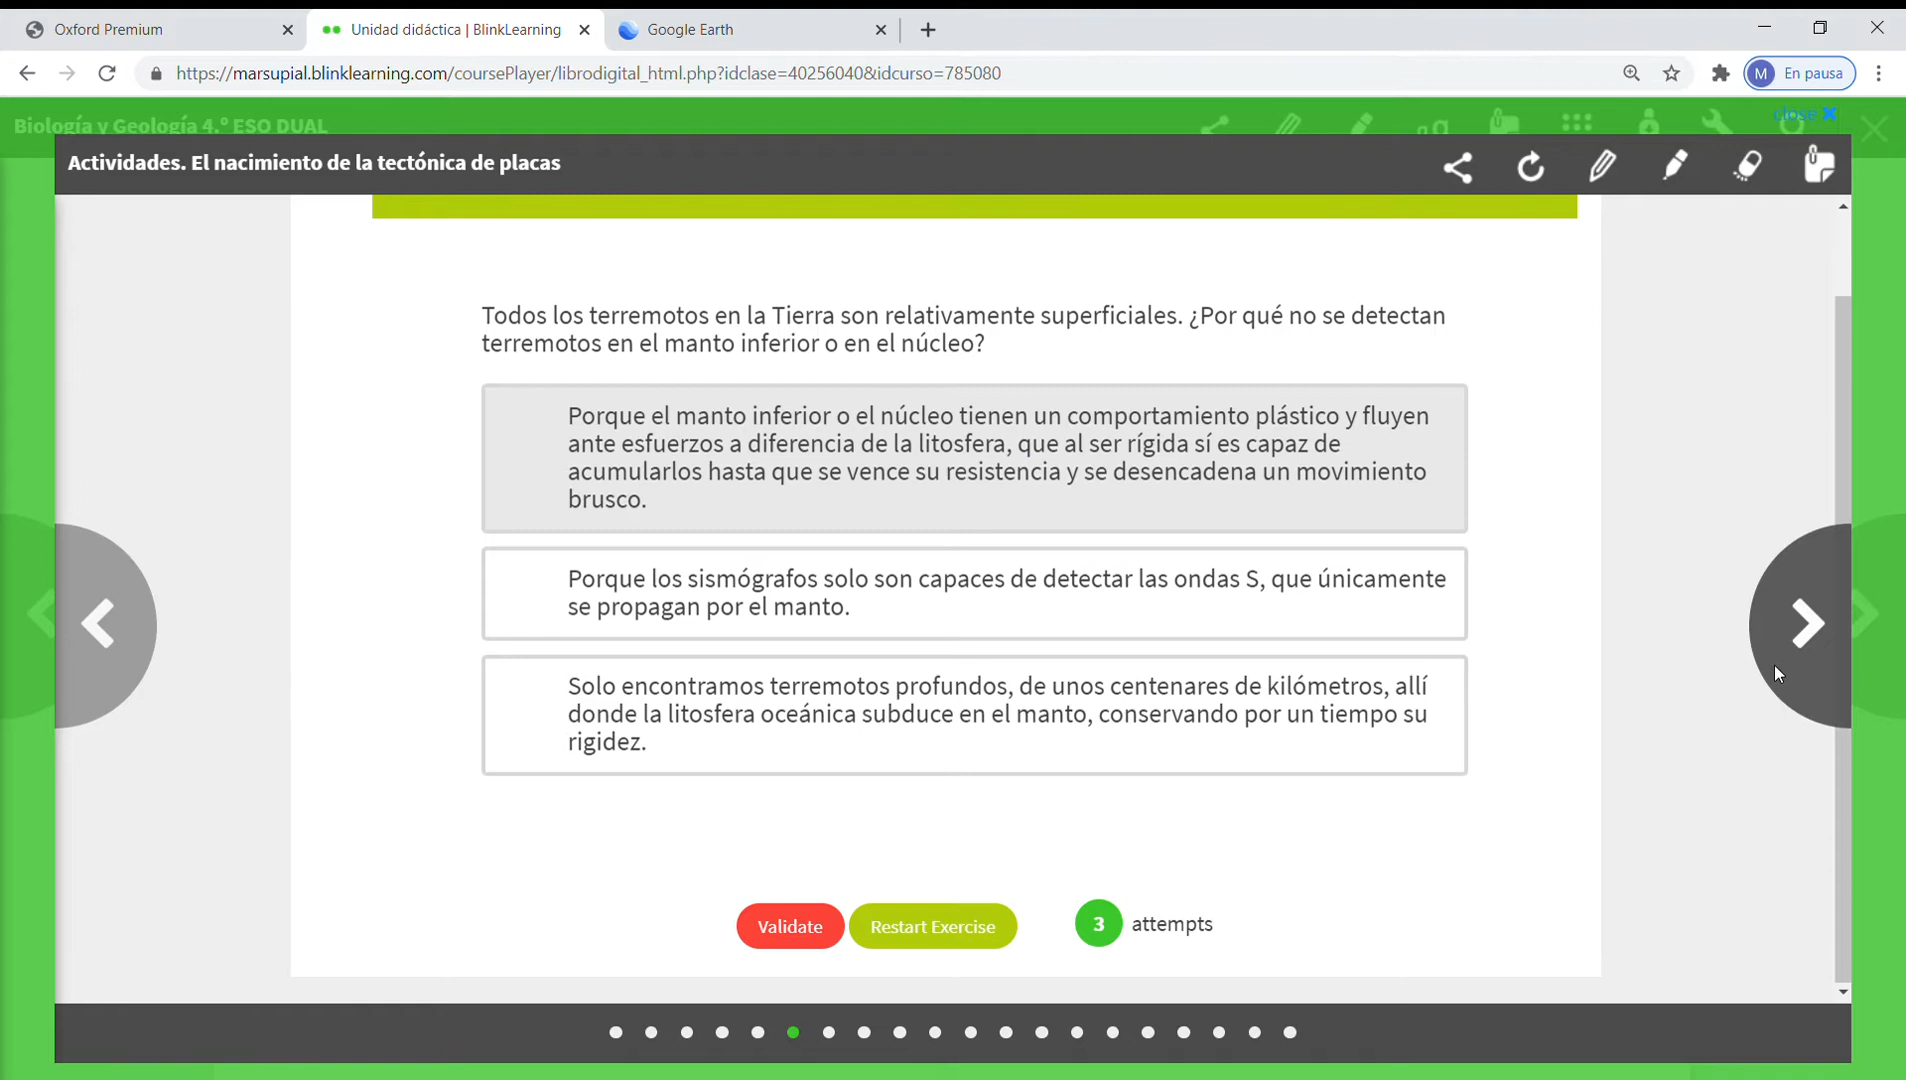 Oxford Premium
Unidad didáctica | BlinkLearning
Google Earth
https://marsupial.blinklearning.com/coursePlayer/librodigital_html.php?idclase=40256040&idcurso=785080
M
En pausa
Biología y Geología 4.º ESO DUAL
close
Actividades. El nacimiento de la tectónica de placas
Todos los terremotos en la Tierra son relativamente superficiales. ¿Por qué no se detectan
terremotos en el manto inferior o en el núcleo?
Porque el manto inferior o el núcleo tienen un comportamiento plástico y fluyen
ante esfuerzos a diferencia de la litosfera, que al ser rígida sí es capaz de
acumularlos hasta que se vence su resistencia y se desencadena un movimiento
brusco.
Porque los sismógrafos solo son capaces de detectar las ondas S, que únicamente
se propagan por el manto.
Solo encontramos terremotos profundos, de unos centenares de kilómetros, allí
donde la litosfera oceánica subduce en el manto, conservando por un tiempo su
rigidez.
Validate
Restart Exercise
3
attempts